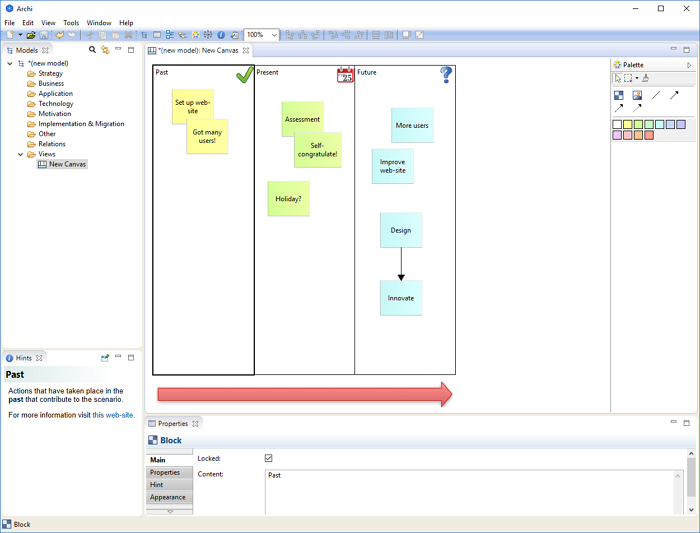 Archi
File Edit View Tools Window Help
100%
Models
*(new model)
Strategy
Business
Application
Technology
Motivation
Implementation & Migration
Other
Relations
Views
New Canvas
*(new model): New Canvas
Past
Set up web-
site
Got many
users!
Present
25
Assessment
Self-
congratulate!
Holiday?
Future
More users
Improve
web-site
Design
Innovate
Palette
Hints
Past
Actions that have taken place in the
past that contribute to the scenario.
For more information visit this web-site.
Properties
Block
Main
Properties
Hint
Appearance
Locked:
Content:
Past
Block